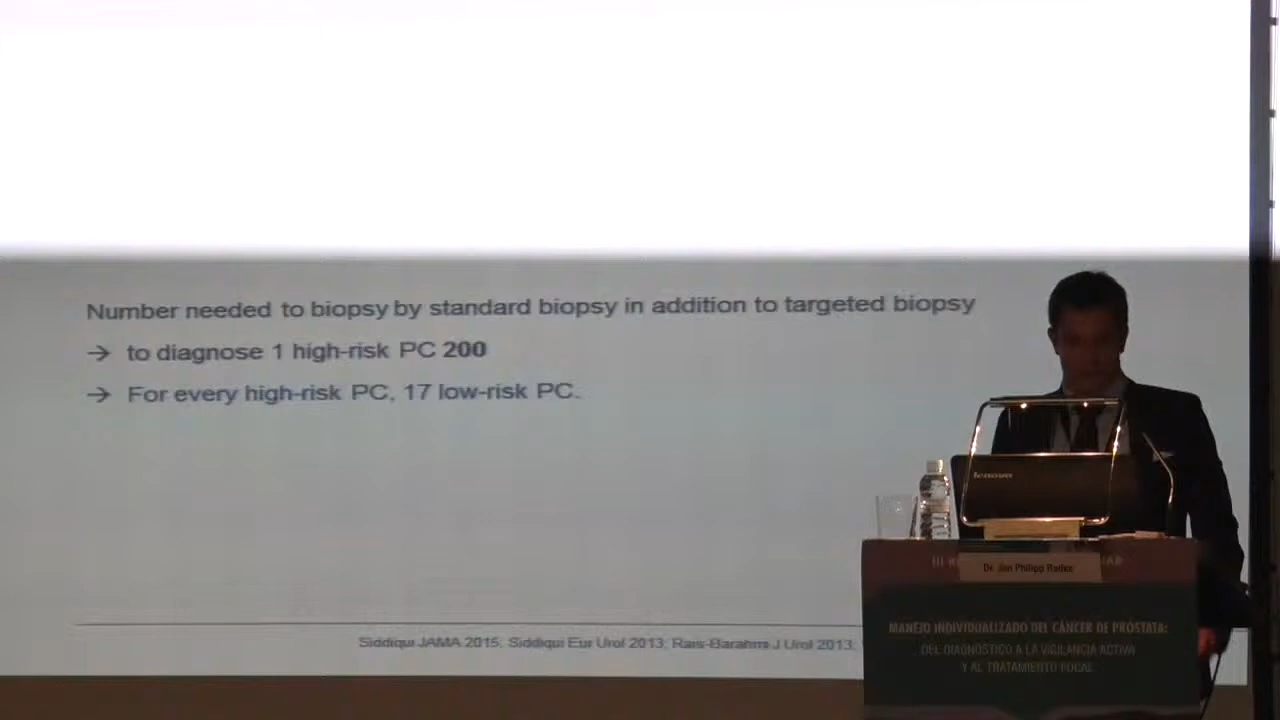 Number needed to biopsy by standard biopsy in addition to targeted biopsy
→ to diagnose 1 high-risk PC 200
→ For every high-risk PC, 17 low-risk PC.
Siddiqui JAMA 2015; Siddiqui Eur Urol 2013; Rais-Barahmi J Urol 2013;
lenovo
III
Dr. Jan Philipp Radtke
MANEJO INDIVIDUALIZADO DEL CÁNCER DE PRÓSTATA:
DEL DIAGNÓSTICO A LA VIGILANCIA ACTIVA
Y AL TRATAMIENTO FOCAL